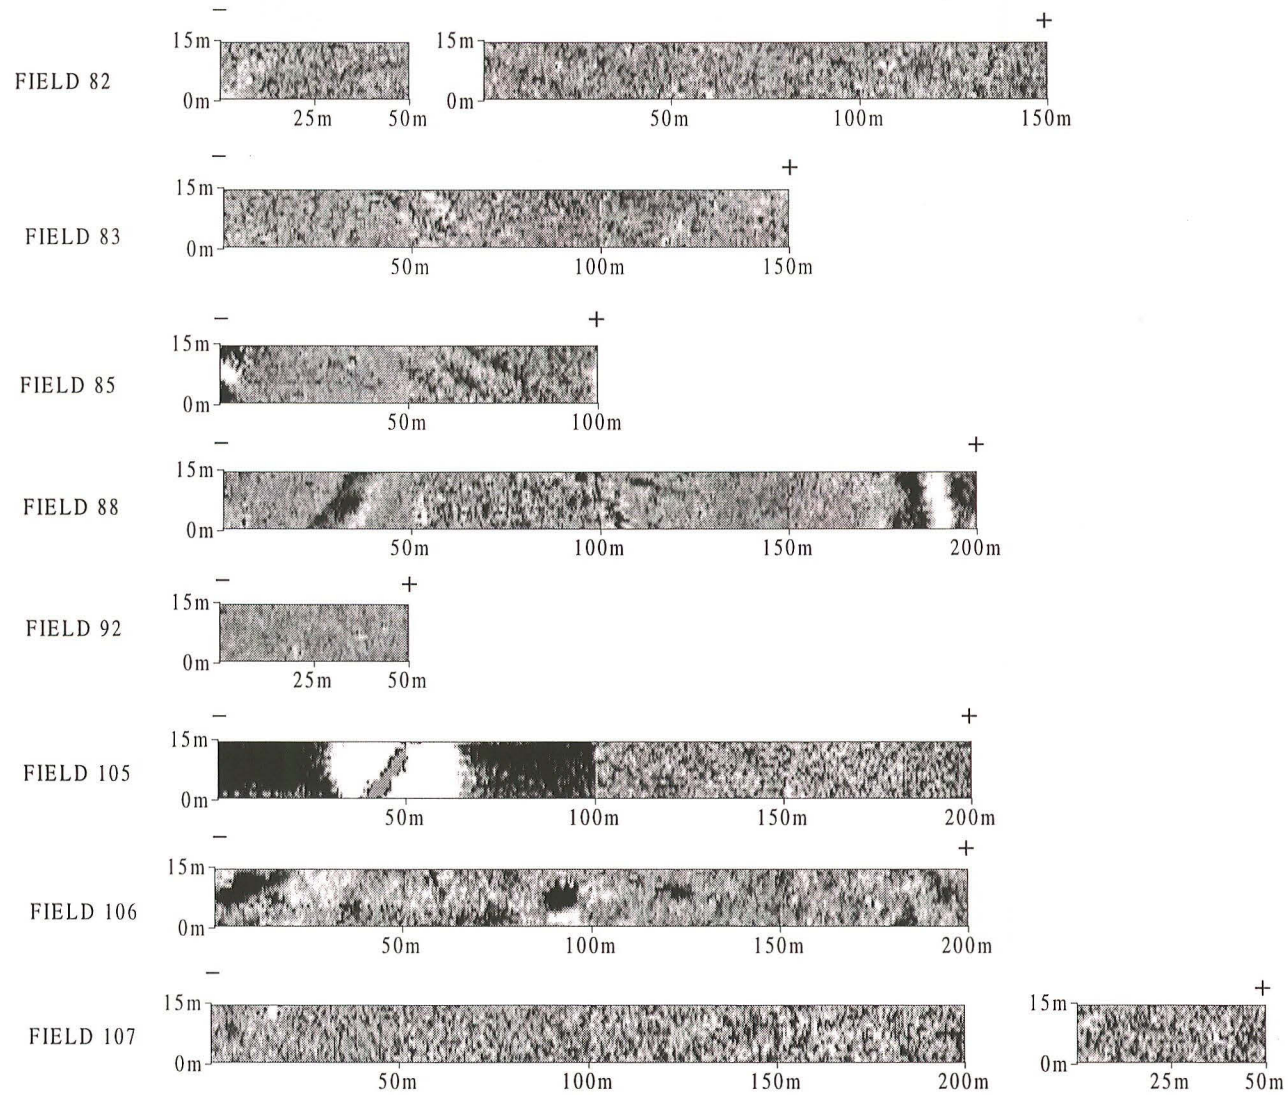 − +
15m 15m
FIELD 82
0m 0m
25m 50m 50m 100m 150m
− +
15m
FIELD 83
0m
50m 100m 150m
− +
15m
FIELD 85
0m
50m 100m
− +
15m
FIELD 88
0m
50m 100m 150m 200m
− +
15m
FIELD 92
0m
25m 50m
− +
15m
FIELD 105
0m
50m 100m 150m 200m
− +
15m
FIELD 106
0m
50m 100m 150m 200m
− +
15m 15m
FIELD 107
0m 0m
50m 100m 150m 200m 25m 50m